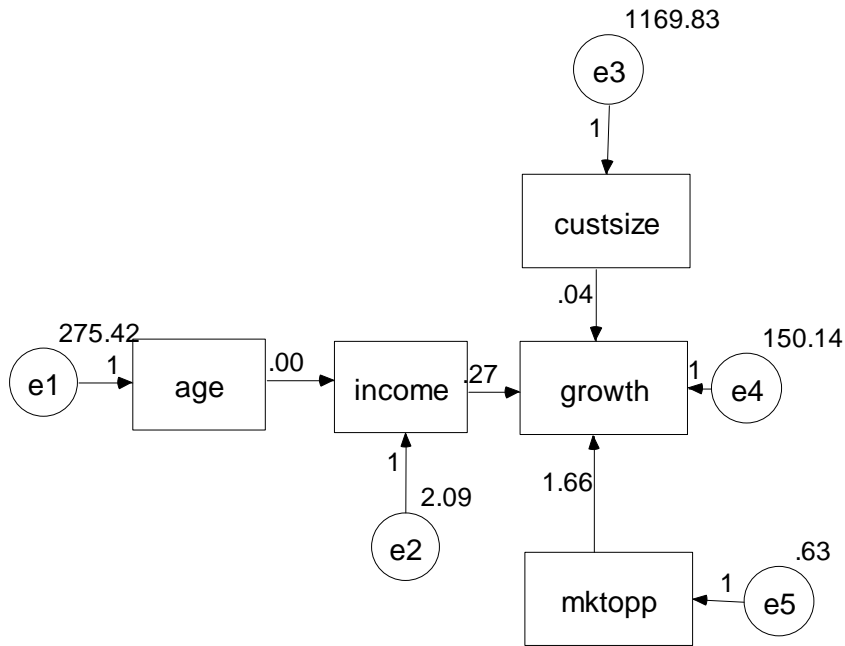 1169.83
e3
1
custsize
.04
275.42
150.14
e1
1
age
.00
income
.27
growth
1
e4
1
2.09
e2
1.66
.63
mktopp
1
e5